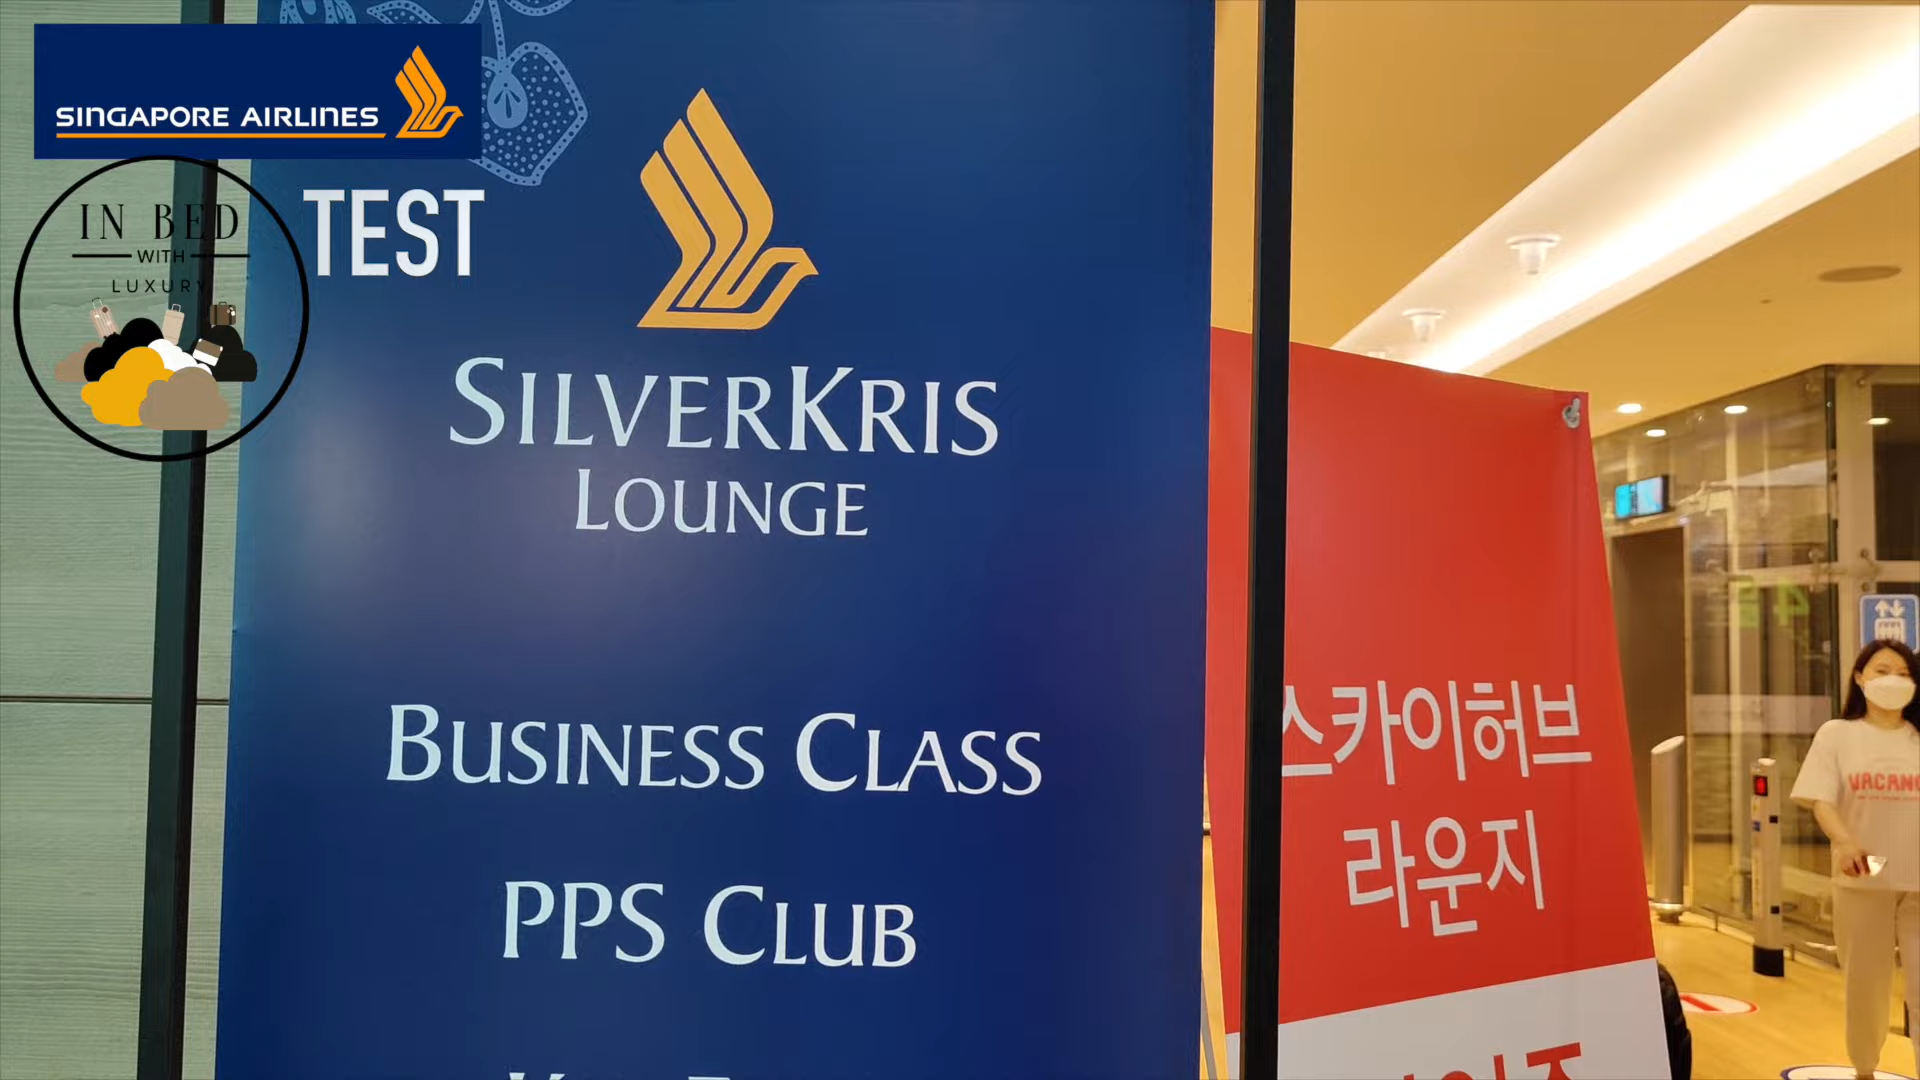 SINGAPORE AIRLINES
IN BED
WITH
LUXURY
TEST
SILVERKRIS
LOUNGE
BUSINESS CLASS
PPS CLUB
스카이허브
라운지